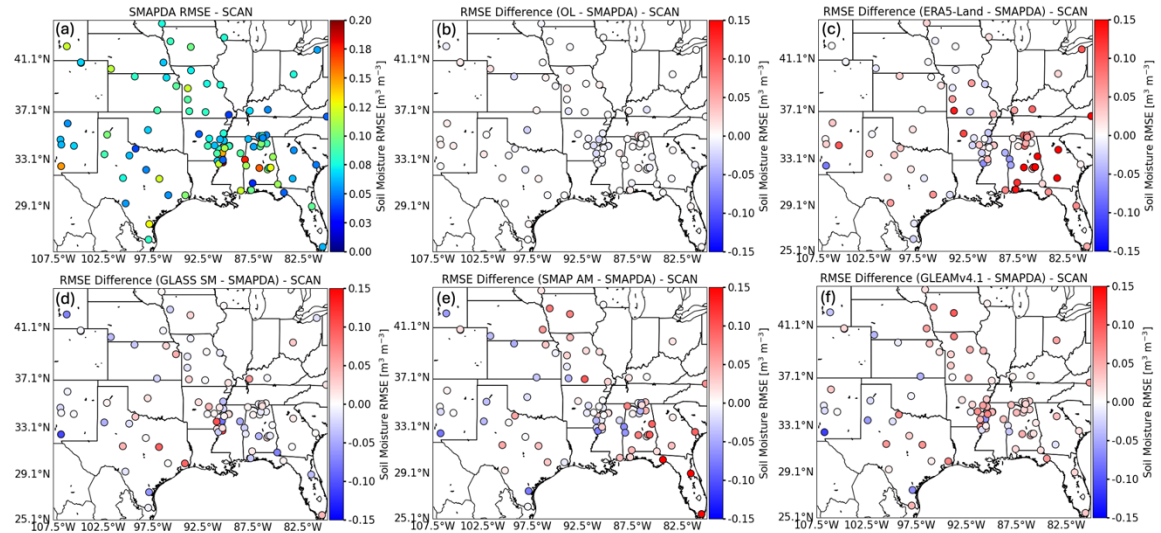 SMAPDA RMSE - SCAN
(a)
41.1°N
37.1°N
33.1°N
29.1°N
25.1°N
107.5°W 102.5°W 97.5°W 92.5°W 87.5°W 82.5°W
0.20
0.18
0.15
0.13
0.10
0.08
0.05
0.03
0.00
Soil Moisture RMSE [m³ m⁻³]
RMSE Difference (OL - SMAPDA) - SCAN
(b)
41.1°N
37.1°N
33.1°N
29.1°N
25.1°N
107.5°W 102.5°W 97.5°W 92.5°W 87.5°W 82.5°W
0.15
0.10
0.05
0.00
-0.05
-0.10
-0.15
Soil Moisture RMSE [m³ m⁻³]
RMSE Difference (ERA5-Land - SMAPDA) - SCAN
(c)
41.1°N
37.1°N
33.1°N
29.1°N
25.1°N
107.5°W 102.5°W 97.5°W 92.5°W 87.5°W 82.5°W
0.15
0.10
0.05
0.00
-0.05
-0.10
-0.15
Soil Moisture RMSE [m³ m⁻³]
RMSE Difference (GLASS SM - SMAPDA) - SCAN
(d)
41.1°N
37.1°N
33.1°N
29.1°N
25.1°N
107.5°W 102.5°W 97.5°W 92.5°W 87.5°W 82.5°W
0.15
0.10
0.05
0.00
-0.05
-0.10
-0.15
Soil Moisture RMSE [m³ m⁻³]
RMSE Difference (SMAP AM - SMAPDA) - SCAN
(e)
41.1°N
37.1°N
33.1°N
29.1°N
25.1°N
107.5°W 102.5°W 97.5°W 92.5°W 87.5°W 82.5°W
0.15
0.10
0.05
0.00
-0.05
-0.10
-0.15
Soil Moisture RMSE [m³ m⁻³]
RMSE Difference (GLEAMv4.1 - SMAPDA) - SCAN
(f)
41.1°N
37.1°N
33.1°N
29.1°N
25.1°N
107.5°W 102.5°W 97.5°W 92.5°W 87.5°W 82.5°W
0.15
0.10
0.05
0.00
-0.05
-0.10
-0.15
Soil Moisture RMSE [m³ m⁻³]